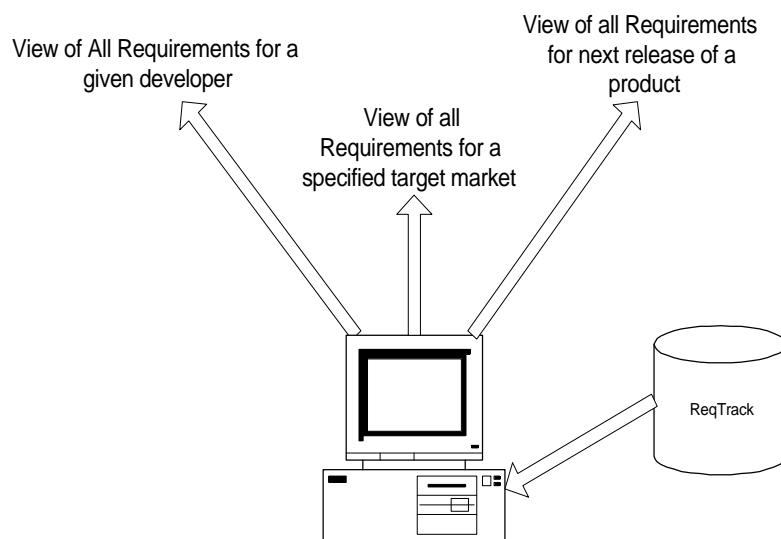 View of All Requirements for a
given developer
View of all
Requirements for a
specified target market
View of all Requirements
for next release of a
product
ReqTrack